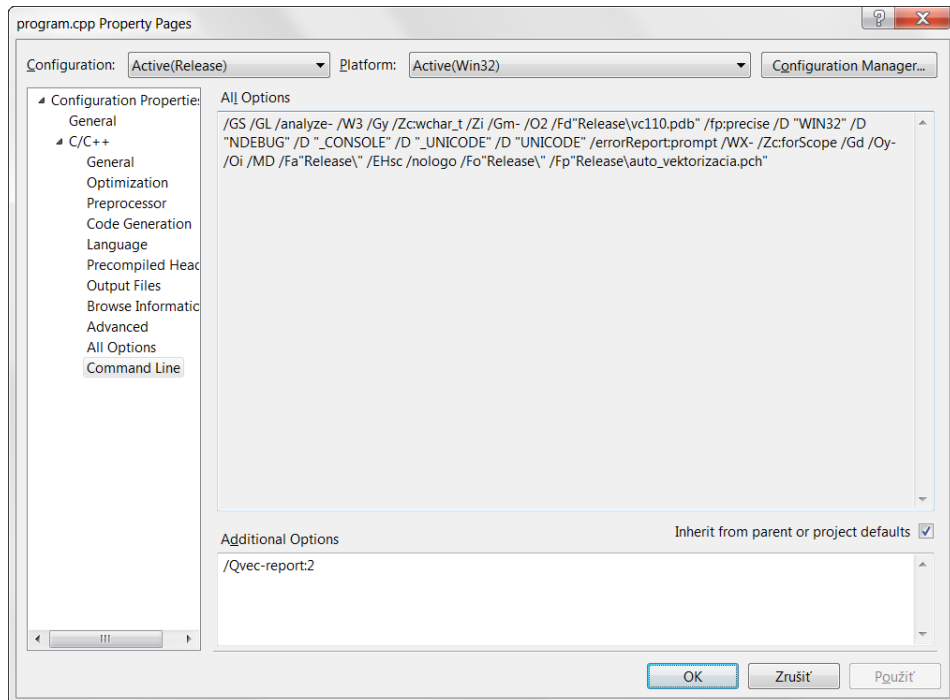 program.cpp Property Pages
Configuration: Active(Release) Platform: Active(Win32) Configuration Manager...
Configuration Properties
General
C/C++
General
Optimization
Preprocessor
Code Generation
Language
Precompiled Heac
Output Files
Browse Informatic
Advanced
All Options
Command Line
All Options
/GS /GL /analyze- /W3 /Gy /Zc:wchar_t /Zi /Gm- /O2 /Fd"Release\vc110.pdb" /fp:precise /D "WIN32" /D
"NDEBUG" /D "_CONSOLE" /D "_UNICODE" /D "UNICODE" /errorReport:prompt /WX- /Zc:forScope /Gd /Oy-
/Oi /MD /Fa"Release\" /EHsc /nologo /Fo"Release\" /Fp"Release\auto_vektorizacia.pch"
Inherit from parent or project defaults
Additional Options
/Qvec-report:2
OK Zrušiť Použiť